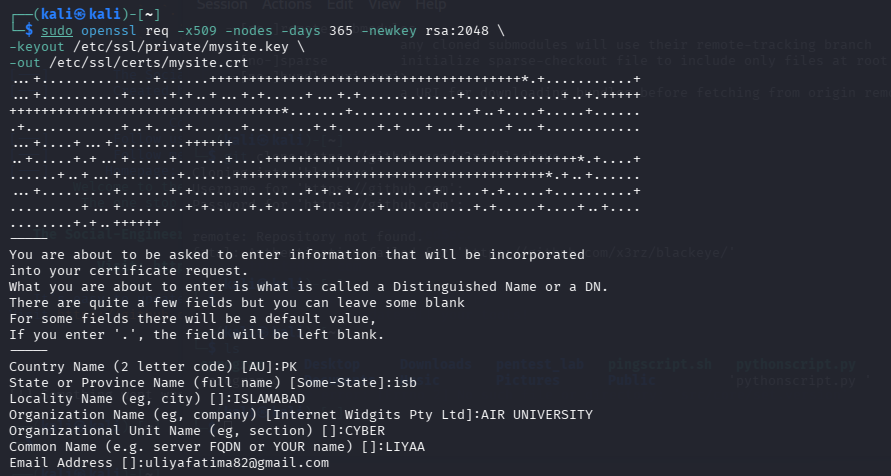 Session Actions Edit View Help
┌──(kali㉿kali)-[~]
└─$ sudo openssl req -x509 -nodes -days 365 -newkey rsa:2048 \
-keyout /etc/ssl/private/mysite.key \
-out /etc/ssl/certs/mysite.crt
You are about to be asked to enter information that will be incorporated
into your certificate request.
What you are about to enter is what is called a Distinguished Name or a DN.
There are quite a few fields but you can leave some blank
For some fields there will be a default value,
If you enter '.', the field will be left blank.
-----
Country Name (2 letter code) [AU]:PK
State or Province Name (full name) [Some-State]:isb
Locality Name (eg, city) []:ISLAMABAD
Organization Name (eg, company) [Internet Widgits Pty Ltd]:AIR UNIVERSITY
Organizational Unit Name (eg, section) []:CYBER
Common Name (e.g. server FQDN or YOUR name) []:LIYAA
Email Address []:uliyafatima82@gmail.com